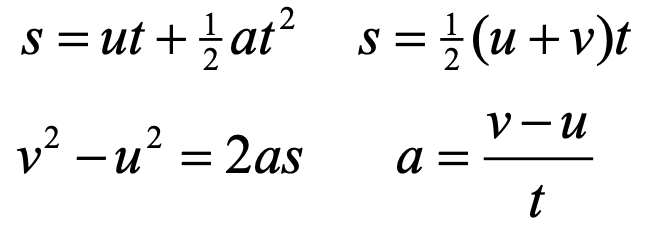 s = ut + ½at²    s = ½(u + v)t
v² – u² = 2as    a = (v – u)/t